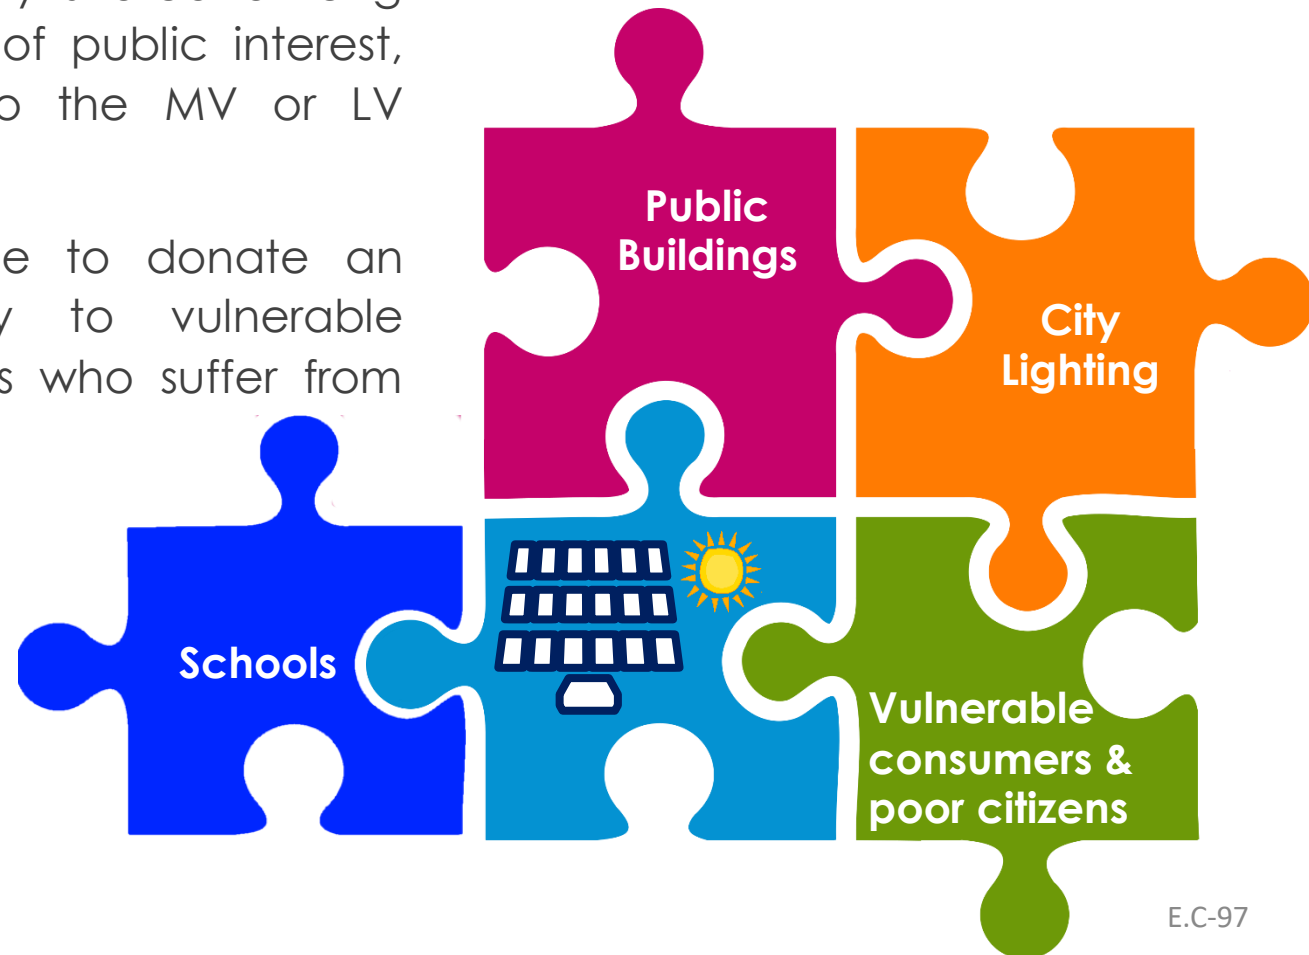 of public interest,
the MV or LV
to donate an
to vulnerable
who suffer from
Public
Buildings
City
Lighting
Schools
Vulnerable
consumers &
poor citizens
E.C-97